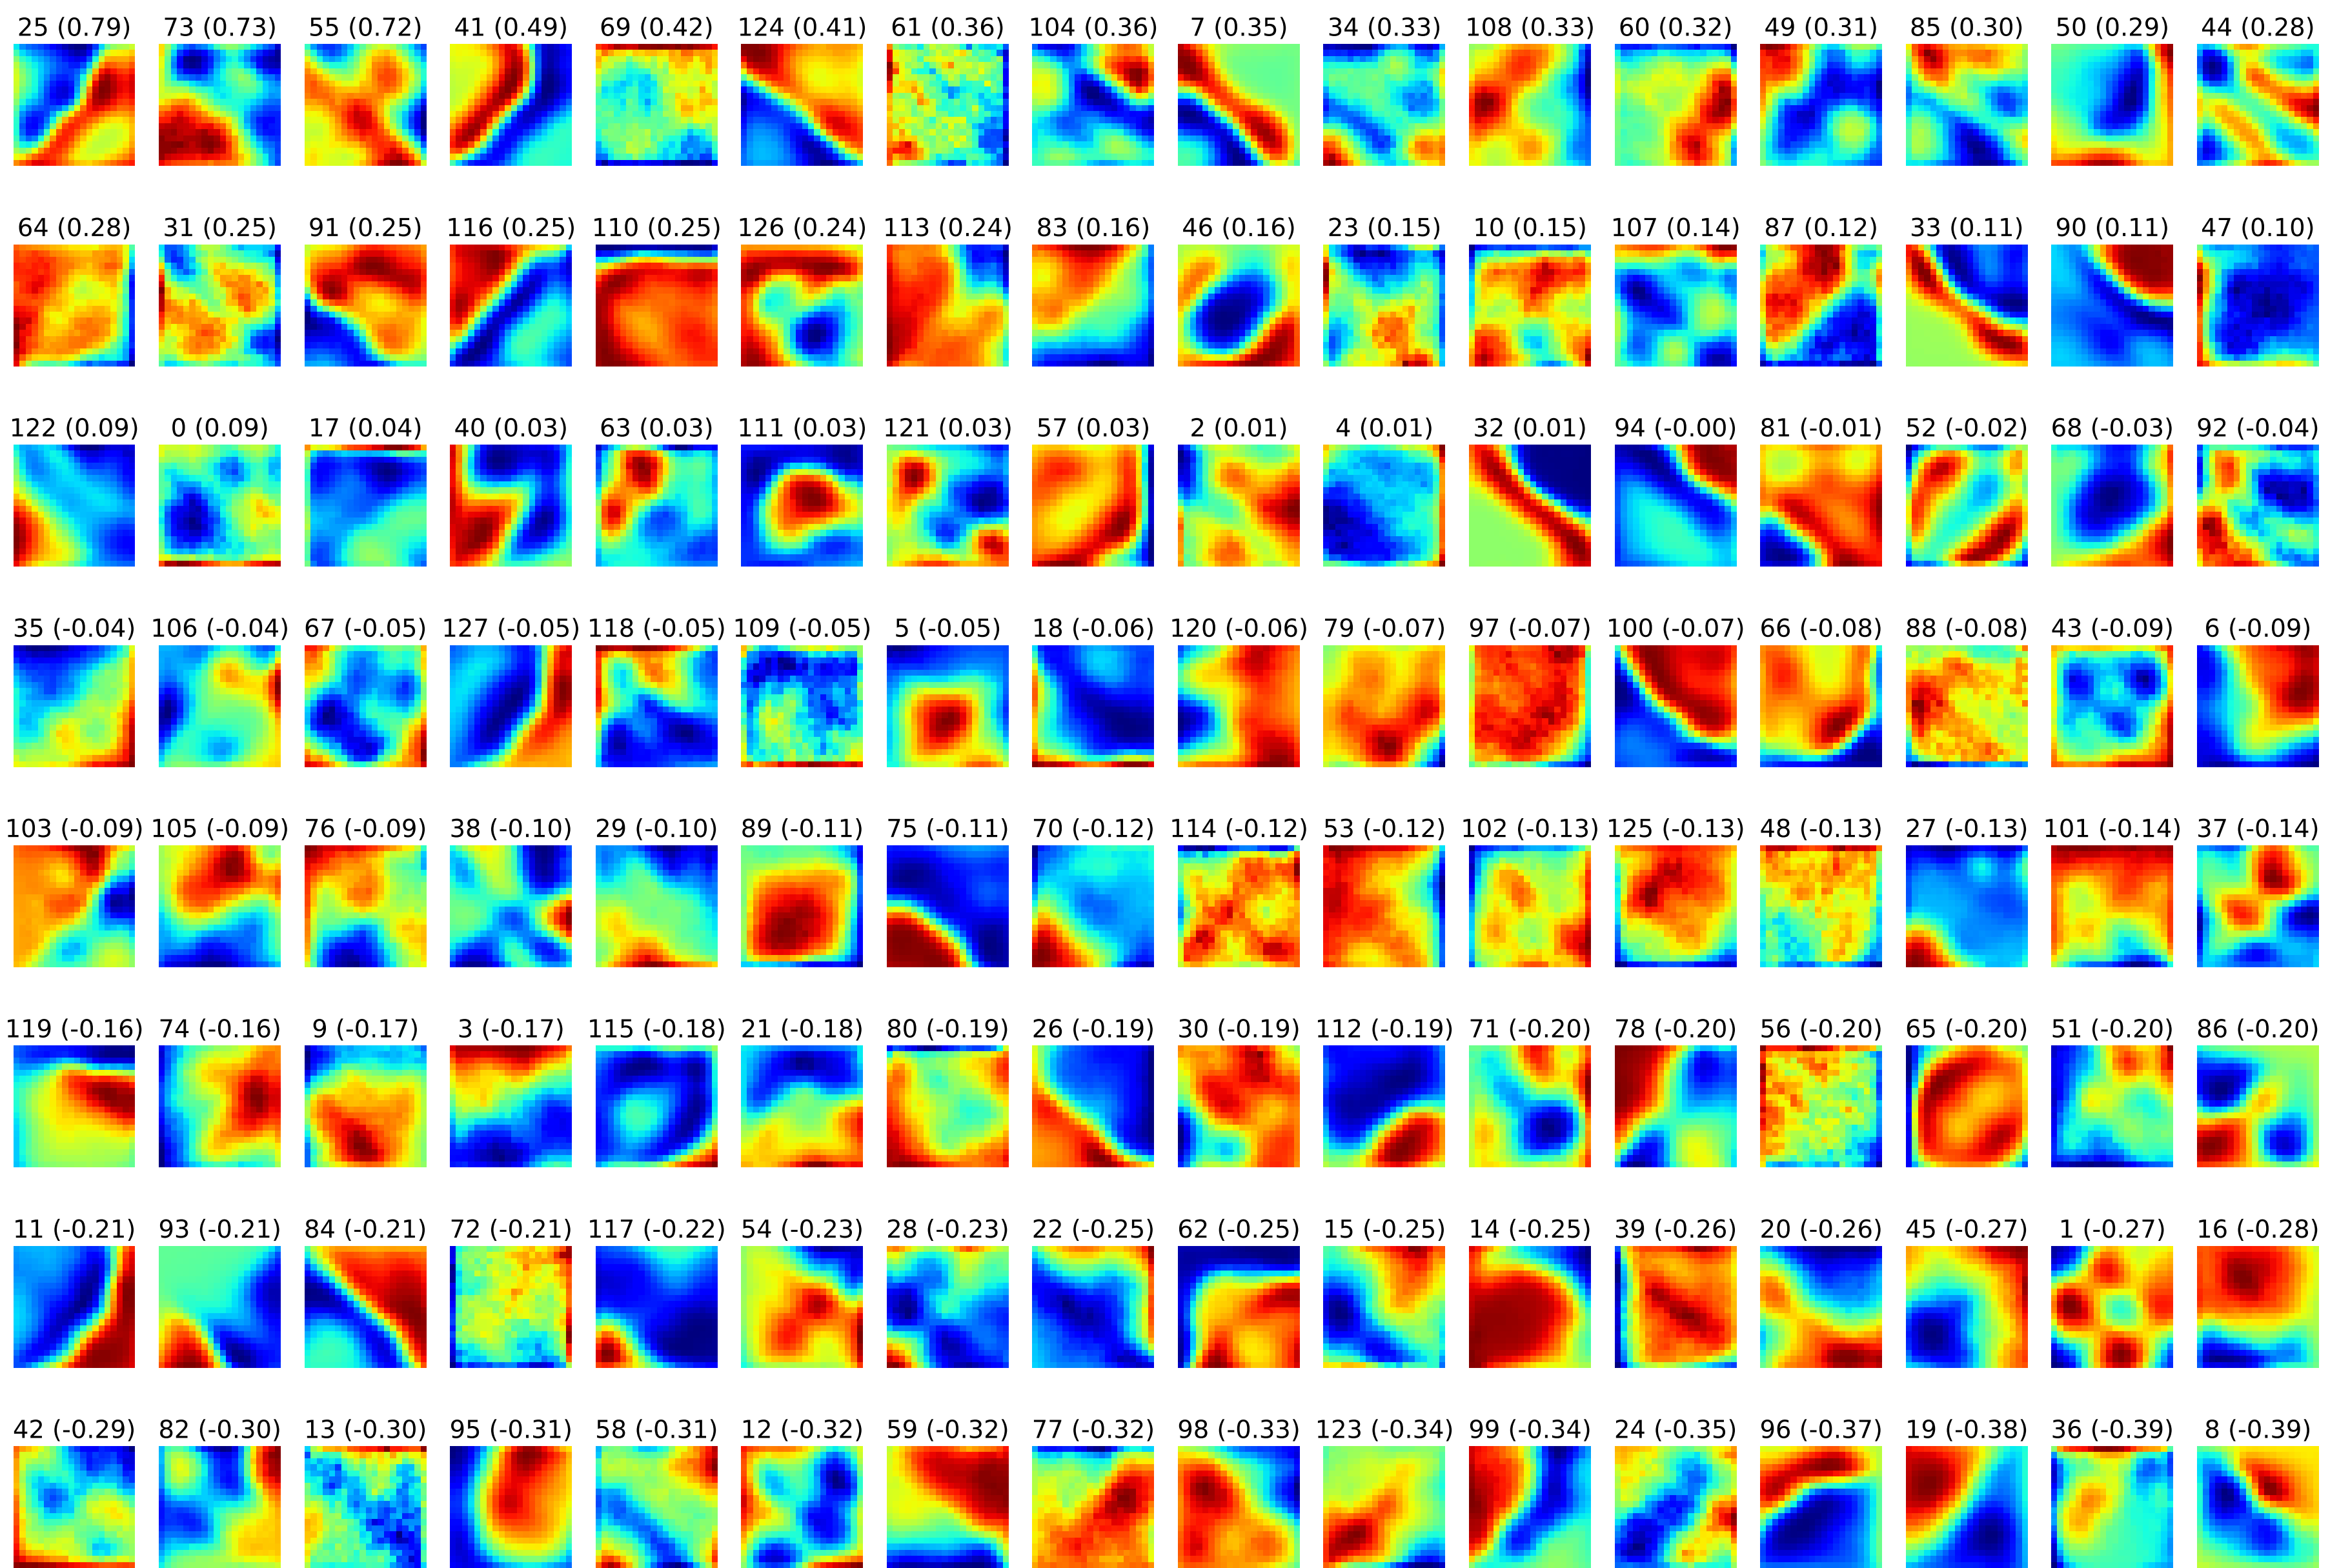 25 (0.79) 73 (0.73) 55 (0.72) 41 (0.49) 69 (0.42) 124 (0.41) 61 (0.36) 104 (0.36) 7 (0.35) 34 (0.33) 108 (0.33) 60 (0.32) 49 (0.31) 85 (0.30) 50 (0.29) 44 (0.28)
64 (0.28) 31 (0.25) 91 (0.25) 116 (0.25) 110 (0.25) 126 (0.24) 113 (0.24) 83 (0.16) 46 (0.16) 23 (0.15) 10 (0.15) 107 (0.14) 87 (0.12) 33 (0.11) 90 (0.11) 47 (0.10)
122 (0.09) 0 (0.09) 17 (0.04) 40 (0.03) 63 (0.03) 111 (0.03) 121 (0.03) 57 (0.03) 2 (0.01) 4 (0.01) 32 (0.01) 94 (-0.00) 81 (-0.01) 52 (-0.02) 68 (-0.03) 92 (-0.04)
35 (-0.04) 106 (-0.04) 67 (-0.05) 127 (-0.05) 118 (-0.05) 109 (-0.05) 5 (-0.05) 18 (-0.06) 120 (-0.06) 79 (-0.07) 97 (-0.07) 100 (-0.07) 66 (-0.08) 88 (-0.08) 43 (-0.09) 6 (-0.09)
103 (-0.09) 105 (-0.09) 76 (-0.09) 38 (-0.10) 29 (-0.10) 89 (-0.11) 75 (-0.11) 70 (-0.12) 114 (-0.12) 53 (-0.12) 102 (-0.13) 125 (-0.13) 48 (-0.13) 27 (-0.13) 101 (-0.14) 37 (-0.14)
119 (-0.16) 74 (-0.16) 9 (-0.17) 3 (-0.17) 115 (-0.18) 21 (-0.18) 80 (-0.19) 26 (-0.19) 30 (-0.19) 112 (-0.19) 71 (-0.20) 78 (-0.20) 56 (-0.20) 65 (-0.20) 51 (-0.20) 86 (-0.20)
11 (-0.21) 93 (-0.21) 84 (-0.21) 72 (-0.21) 117 (-0.22) 54 (-0.23) 28 (-0.23) 22 (-0.25) 62 (-0.25) 15 (-0.25) 14 (-0.25) 39 (-0.26) 20 (-0.26) 45 (-0.27) 1 (-0.27) 16 (-0.28)
42 (-0.29) 82 (-0.30) 13 (-0.30) 95 (-0.31) 58 (-0.31) 12 (-0.32) 59 (-0.32) 77 (-0.32) 98 (-0.33) 123 (-0.34) 99 (-0.34) 24 (-0.35) 96 (-0.37) 19 (-0.38) 36 (-0.39) 8 (-0.39)